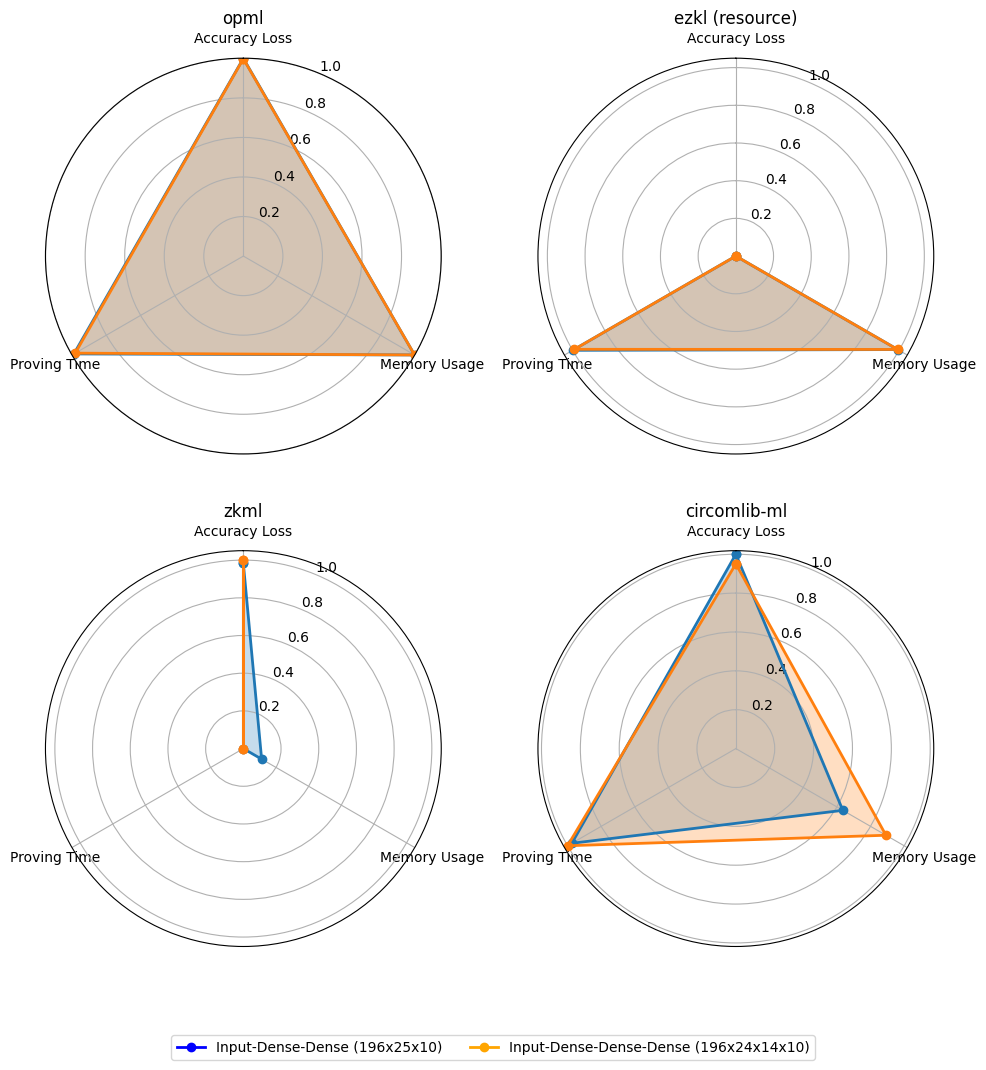 opml
Accuracy Loss
1.0
0.8
0.6
0.4
0.2
Proving Time
Memory Usage
ezkl (resource)
Accuracy Loss
1.0
0.8
0.6
0.4
0.2
Proving Time
Memory Usage
zkml
Accuracy Loss
1.0
0.8
0.6
0.4
0.2
Proving Time
Memory Usage
circomlib-ml
Accuracy Loss
1.0
0.8
0.6
0.4
0.2
Proving Time
Memory Usage
Input-Dense-Dense (196x25x10)
Input-Dense-Dense-Dense (196x24x14x10)